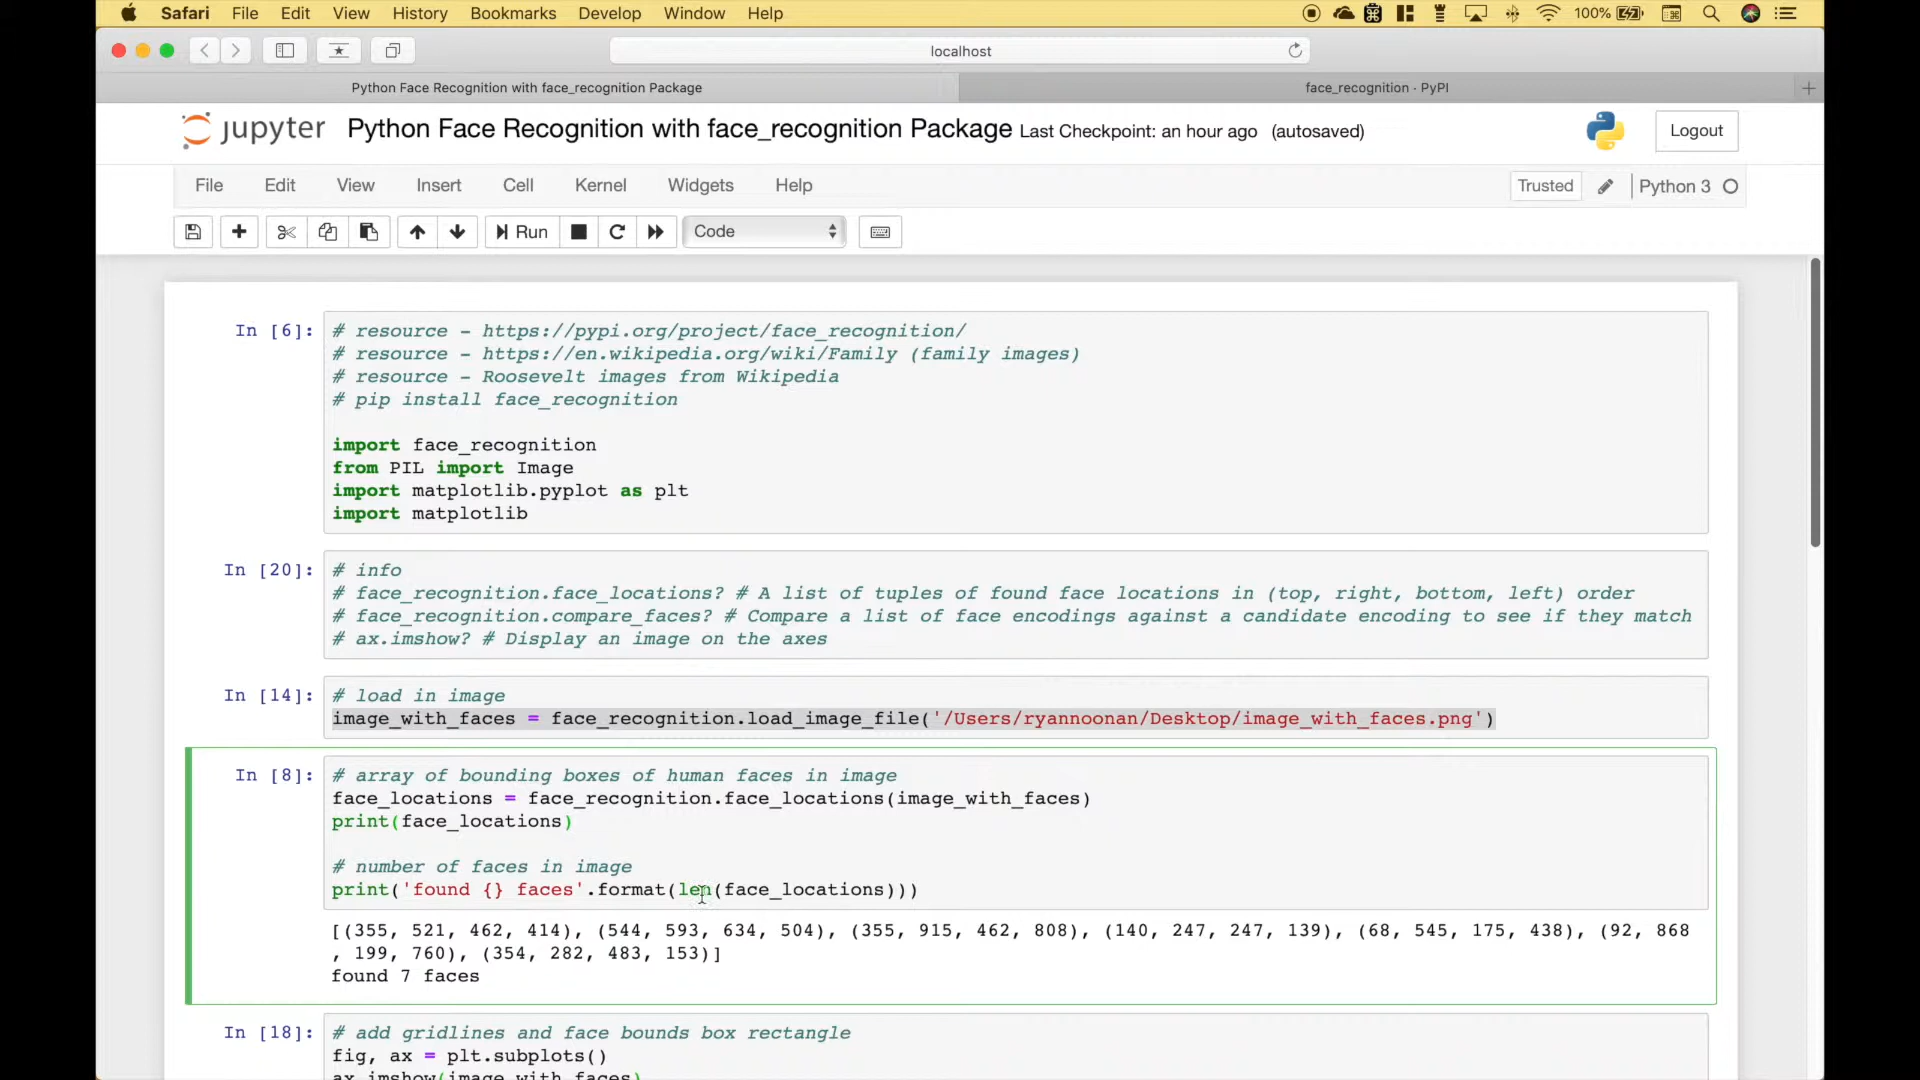 Safari File Edit View History Bookmarks Develop Window Help 100%
localhost
Python Face Recognition with face_recognition Package face_recognition · PyPI
jupyter Python Face Recognition with face_recognition Package Last Checkpoint: an hour ago (autosaved) Logout
File Edit View Insert Cell Kernel Widgets Help Trusted Python 3
Run Code
In [6]: # resource - https://pypi.org/project/face_recognition/
# resource - https://en.wikipedia.org/wiki/Family (family images)
# resource - Roosevelt images from Wikipedia
# pip install face_recognition
import face_recognition
from PIL import Image
import matplotlib.pyplot as plt
import matplotlib
In [20]: # info
# face_recognition.face_locations? # A list of tuples of found face locations in (top, right, bottom, left) order
# face_recognition.compare_faces? # Compare a list of face encodings against a candidate encoding to see if they match
# ax.imshow? # Display an image on the axes
In [14]: # load in image
image_with_faces = face_recognition.load_image_file('/Users/ryannoonan/Desktop/image_with_faces.png')
In [8]: # array of bounding boxes of human faces in image
face_locations = face_recognition.face_locations(image_with_faces)
print(face_locations)
# number of faces in image
print('found {} faces'.format(len(face_locations)))
[(355, 521, 462, 414), (544, 593, 634, 504), (355, 915, 462, 808), (140, 247, 247, 139), (68, 545, 175, 438), (92, 868
, 199, 760), (354, 282, 483, 153)]
found 7 faces
In [18]: # add gridlines and face bounds box rectangle
fig, ax = plt.subplots()
ax.imshow(image_with_faces)